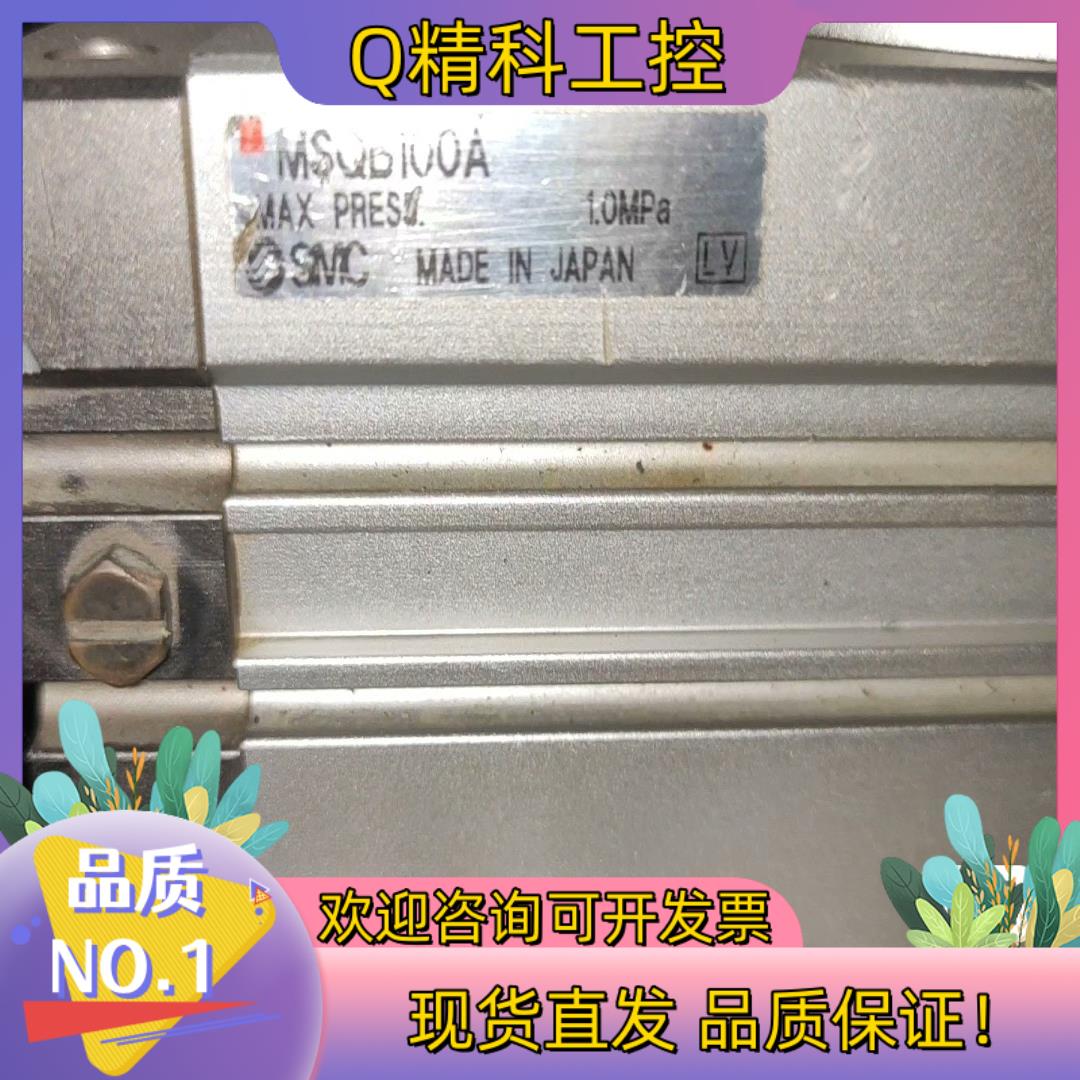 Q精科工控
MSQB100A
MAX PRESS. 1.0MPa
SMC MADE IN JAPAN LV
品质
NO.1
欢迎咨询可开发票
现货直发 品质保证!